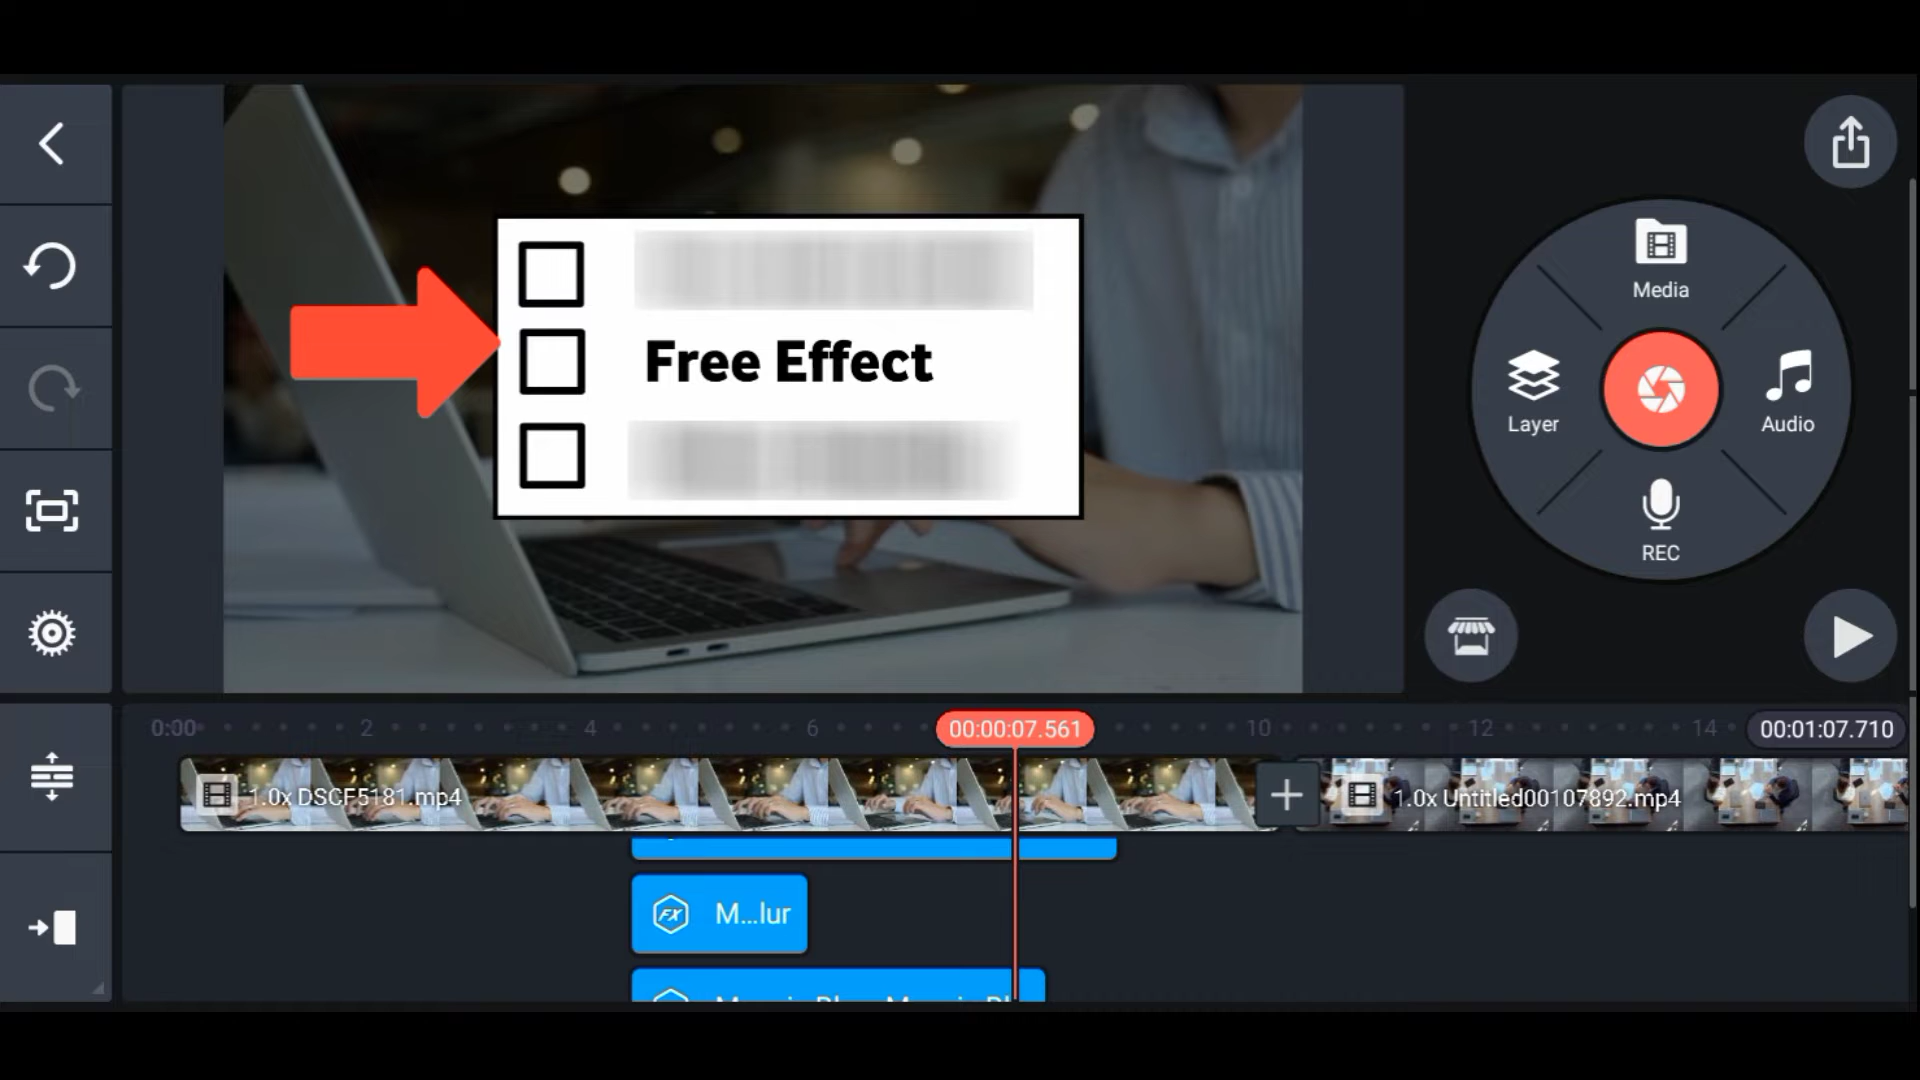 Free Effect
Media
Layer
Audio
REC
0:00
2
4
6
00:00:07.561
10
12
14
00:01:07.710
1.0x DSCF5181.mp4
1.0x Untitled00107892.mp4
FX
M...lur